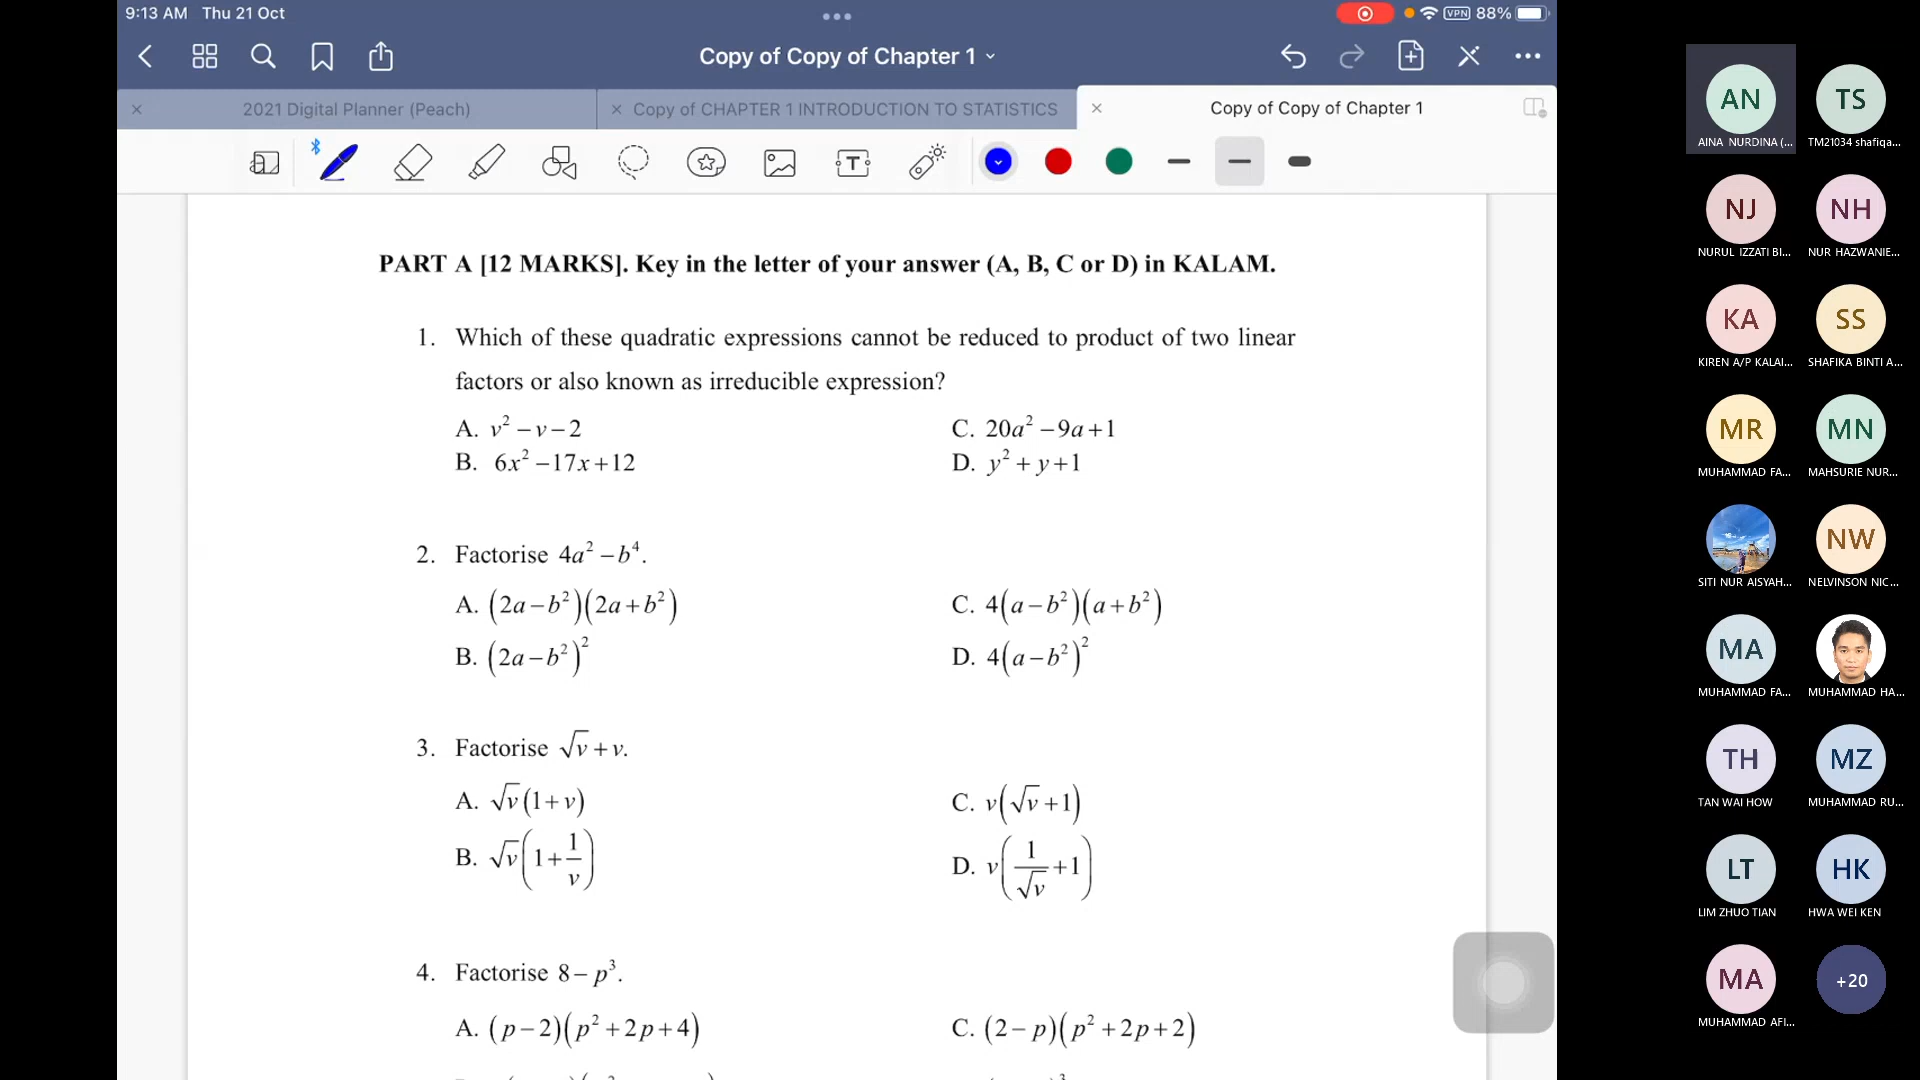 9:13 AM Thu 21 Oct
VPN 88%
Copy of Copy of Chapter 1
2021 Digital Planner (Peach)
Copy of CHAPTER 1 INTRODUCTION TO STATISTICS
Copy of Copy of Chapter 1
T
PART A [12 MARKS]. Key in the letter of your answer (A, B, C or D) in KALAM.
1. Which of these quadratic expressions cannot be reduced to product of two linear
factors or also known as irreducible expression?
A. v² − v − 2
C. 20a² − 9a + 1
B. 6x² − 17x + 12
D. y² + y + 1
2. Factorise 4a² − b⁴.
A. (2a − b²)(2a + b²)
C. 4(a − b²)(a + b²)
B. (2a − b²)²
D. 4(a − b²)²
3. Factorise √v + v.
A. √v(1 + v)
C. v(√v + 1)
B. √v(1 + 1/v)
D. v(1/√v + 1)
4. Factorise 8 − p³.
A. (p − 2)(p² + 2p + 4)
C. (2 − p)(p² + 2p + 2)
AN
TS
AINA NURDINA (...
TM21034 shafiqa...
NJ
NH
NURUL IZZATI BI...
NUR HAZWANIE...
KA
SS
KIREN A/P KALAI...
SHAFIKA BINTI A...
MR
MN
MUHAMMAD FA...
MAHSURIE NUR...
NW
SITI NUR AISYAH...
NELVINSON NIC...
MA
MUHAMMAD FA...
MUHAMMAD HA...
TH
MZ
TAN WAI HOW
MUHAMMAD RU...
LT
HK
LIM ZHUO TIAN
HWA WEI KEN
MA
+20
MUHAMMAD AFI...